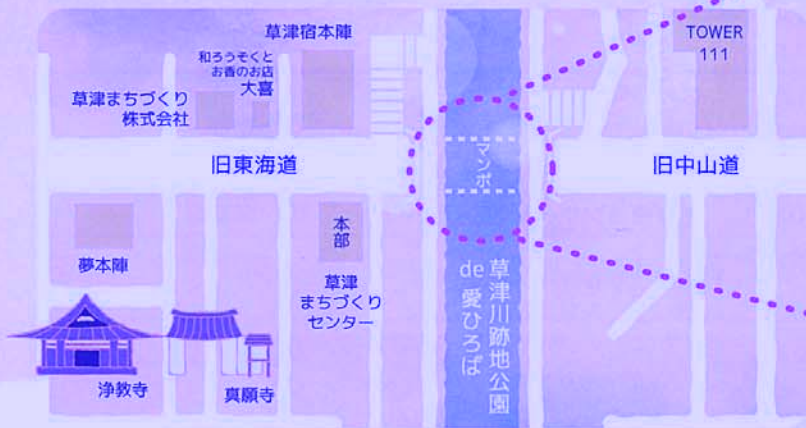 草津宿本陣
和ろうそくと
お香のお店
大喜
草津まちづくり
株式会社
旧東海道
マンポ
TOWER
111
旧中山道
夢本陣
本部
草津
まちづくり
センター
草津川跡地公園
de 愛ひろば
浄教寺
真願寺